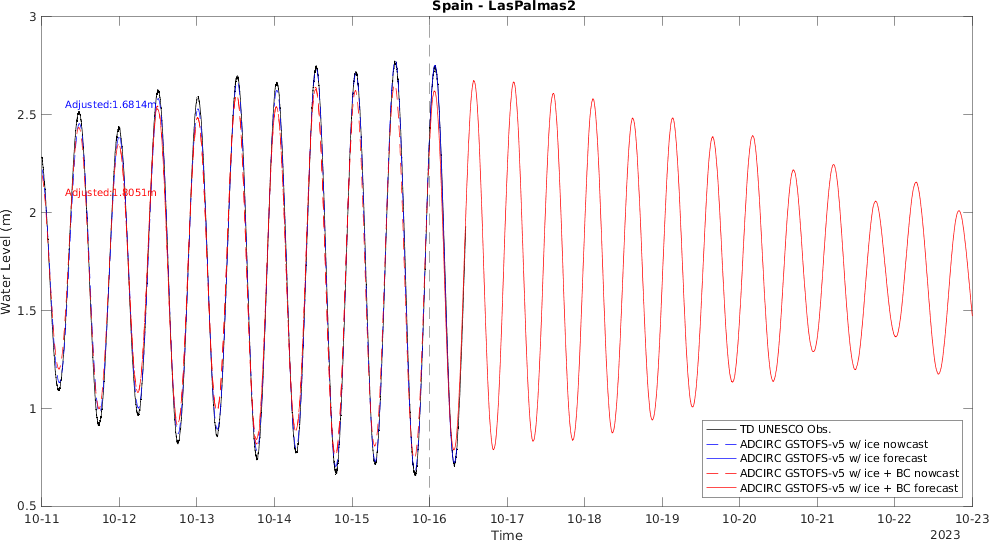 Spain - LasPalmas2
3
2.5
2
1.5
1
0.5
Water Level (m)
Adjusted:1.6814m
Adjusted:1.8051m
TD UNESCO Obs.
ADCIRC GSTOFS-v5 w/ ice nowcast
ADCIRC GSTOFS-v5 w/ ice forecast
ADCIRC GSTOFS-v5 w/ ice + BC nowcast
ADCIRC GSTOFS-v5 w/ ice + BC forecast
10-11 10-12 10-13 10-14 10-15 10-16 10-17 10-18 10-19 10-20 10-21 10-22 10-23
Time
2023